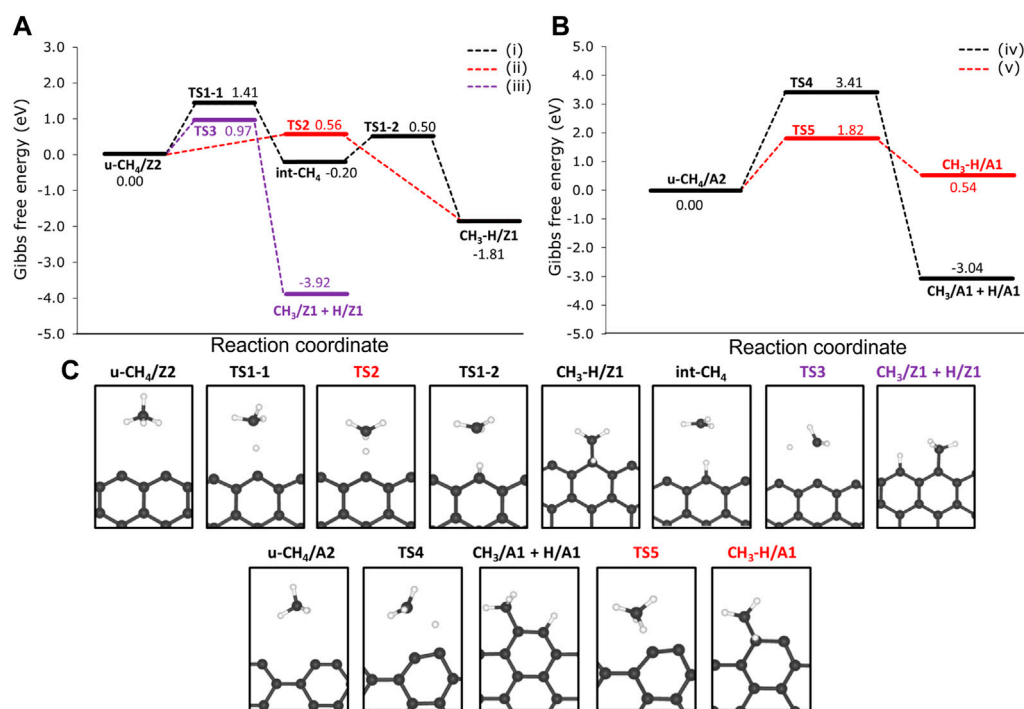 A
3.0
2.0
1.0
0.0
-1.0
-2.0
-3.0
-4.0
-5.0
Gibbs free energy (eV)
(i)
(ii)
(iii)
TS1-1 1.41
TS3 0.97
TS2 0.56
TS1-2 0.50
u-CH₄/Z2
0.00
int-CH₄ -0.20
CH₃-H/Z1
-1.81
-3.92
CH₃/Z1 + H/Z1
Reaction coordinate
B
5.0
4.0
3.0
2.0
1.0
0.0
-1.0
-2.0
-3.0
-4.0
-5.0
Gibbs free energy (eV)
(iv)
(v)
TS4 3.41
TS5 1.82
u-CH₄/A2
0.00
CH₃-H/A1
0.54
-3.04
CH₃/A1 + H/A1
Reaction coordinate
C
u-CH₄/Z2 TS1-1 TS2 TS1-2 CH₃-H/Z1 int-CH₄ TS3 CH₃/Z1 + H/Z1
u-CH₄/A2 TS4 CH₃/A1 + H/A1 TS5 CH₃-H/A1